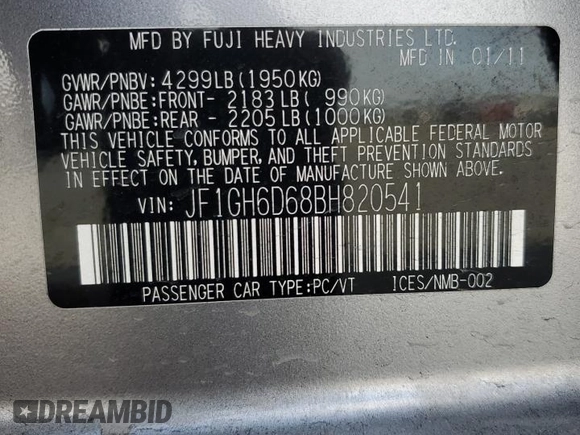 MFD BY FUJI HEAVY INDUSTRIES LTD.
MFD IN 01/11
GVWR/PNBV: 4299LB(1950KG)
GAWR/PNBE:FRONT- 2183LB( 990KG)
GAWR/PNBE:REAR - 2205LB(1000KG)
THIS VEHICLE CONFORMS TO ALL APPLICABLE FEDERAL MOTOR
VEHICLE SAFETY, BUMPER, AND THEFT PREVENTION STANDARDS
IN EFFECT ON THE DATE OF MANUFACTURE SHOWN ABOVE.
VIN: JF1GH6D68BH820541
PASSENGER CAR TYPE:PC/VT ICES/NMB-002
DREAMBID